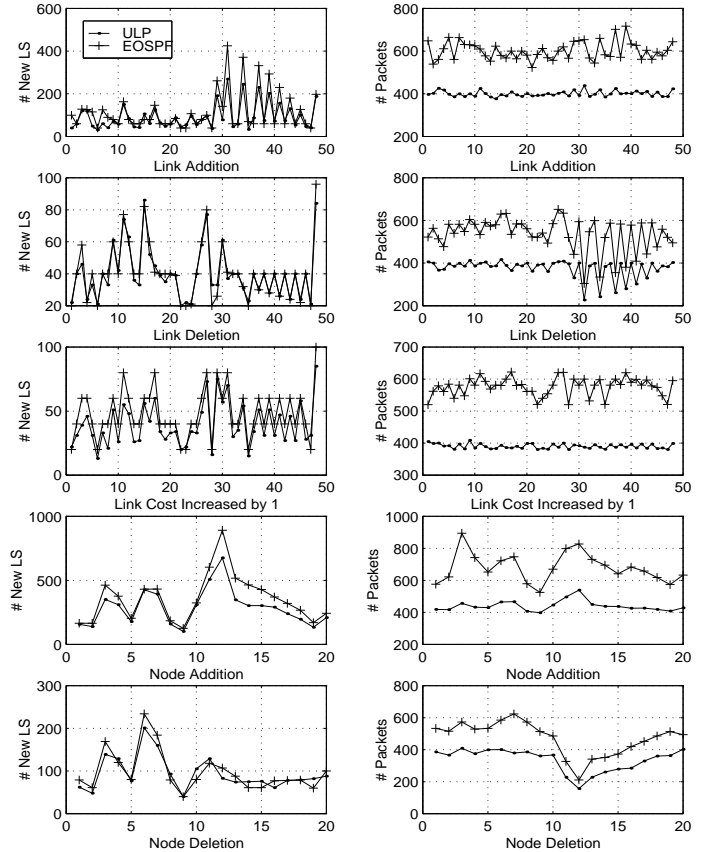 600
400
200
0
# New LS
ULP
EOSPF
0 10 20 30 40 50
Link Addition
800
600
400
200
# Packets
0 10 20 30 40 50
Link Addition
100
80
60
40
20
# New LS
0 10 20 30 40 50
Link Deletion
800
600
400
200
# Packets
0 10 20 30 40 50
Link Deletion
100
50
0
# New LS
0 10 20 30 40 50
Link Cost Increased by 1
700
600
500
400
300
# Packets
0 10 20 30 40 50
Link Cost Increased by 1
1000
500
0
# New LS
0 5 10 15 20
Node Addition
1000
800
600
400
200
# Packets
0 5 10 15 20
Node Addition
300
200
100
0
# New LS
0 5 10 15 20
Node Deletion
800
600
400
200
0
# Packets
0 5 10 15 20
Node Deletion